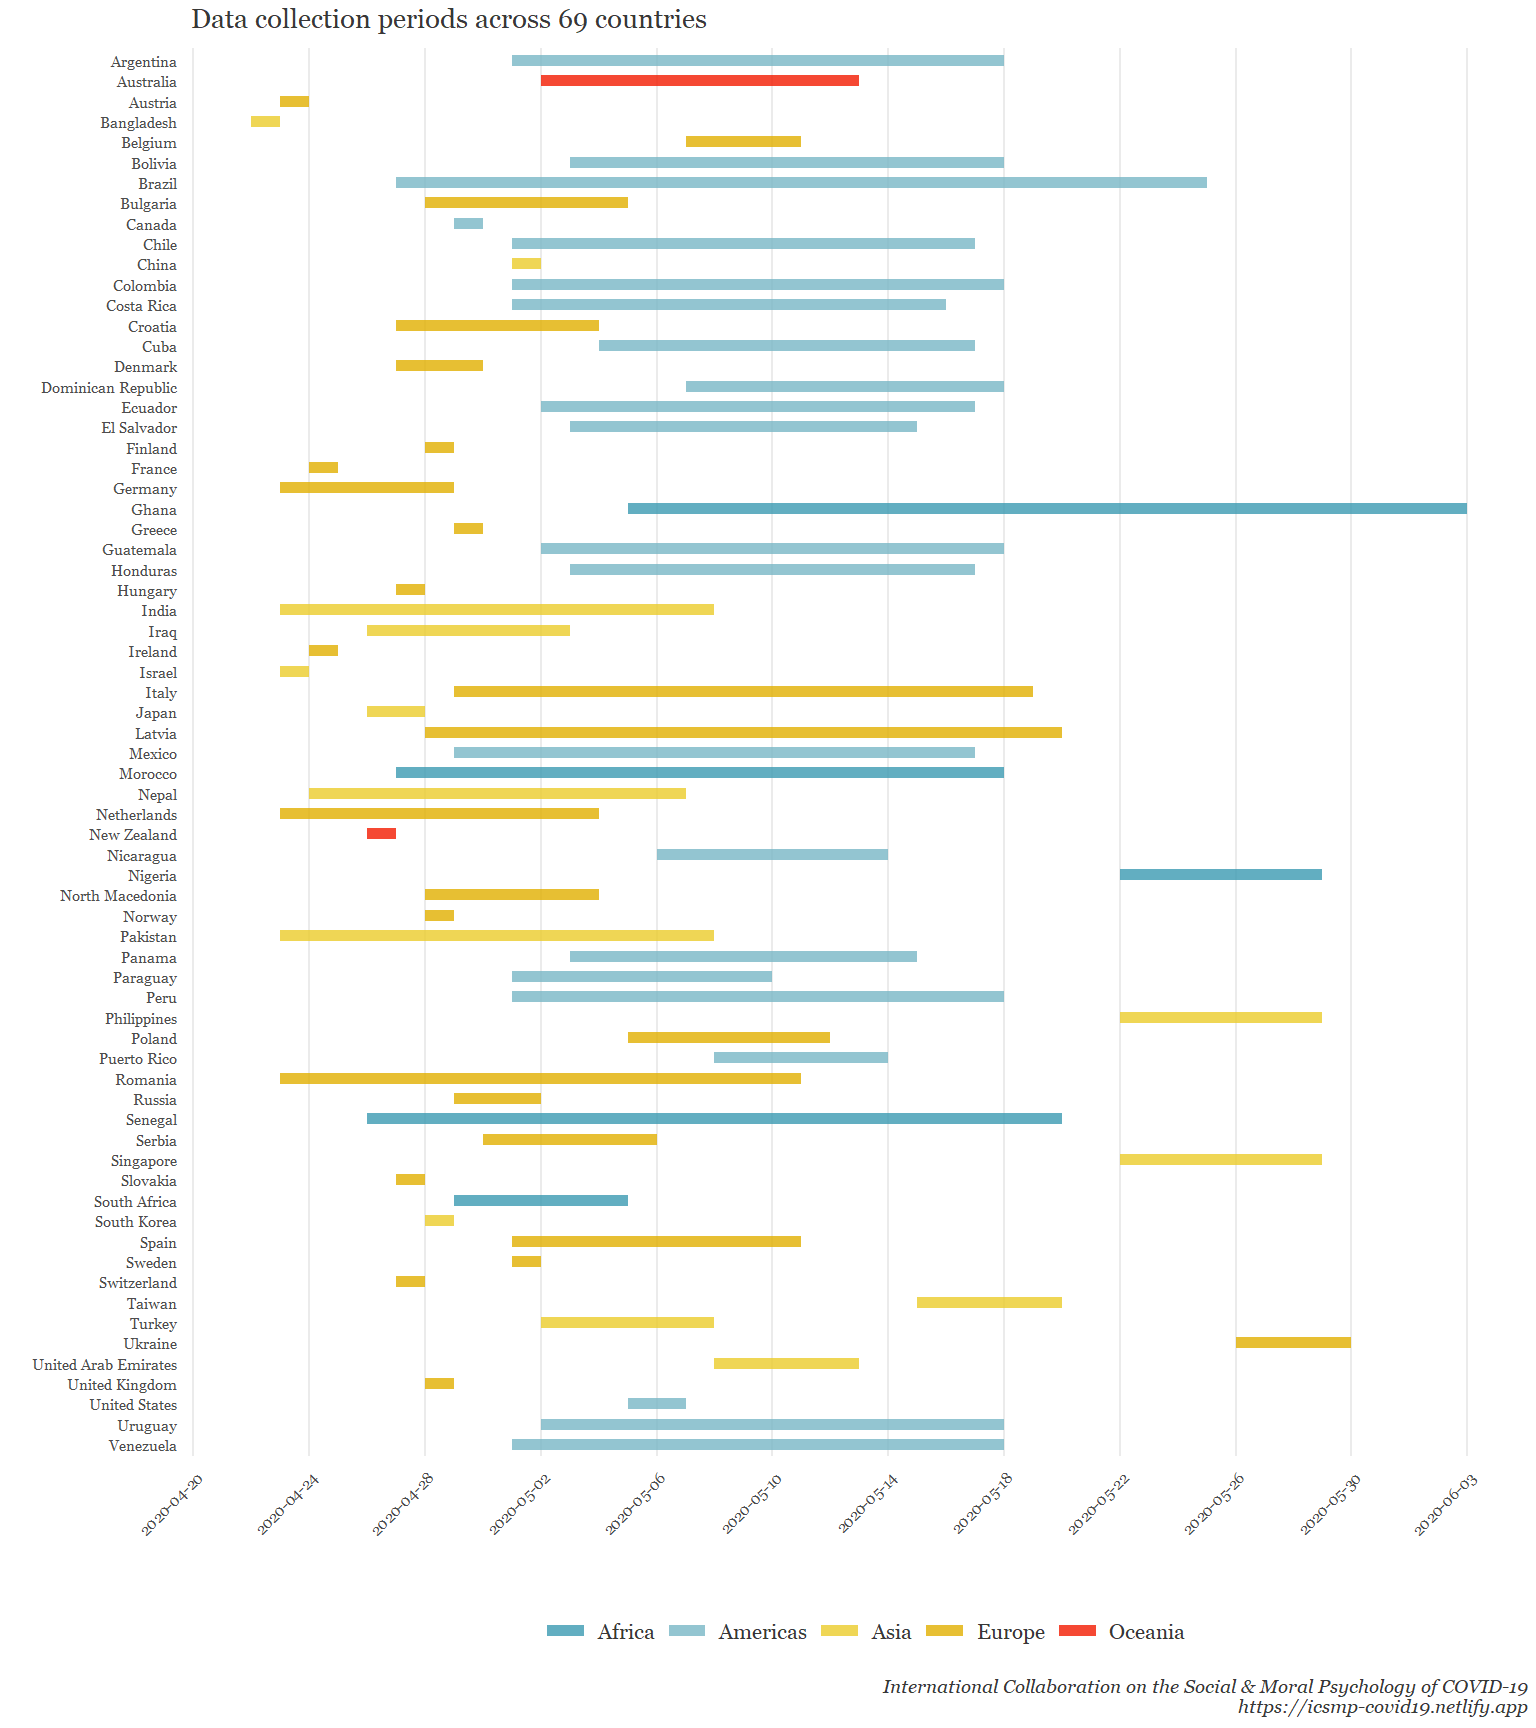 Data collection periods across 69 countries
Argentina
Australia
Austria
Bangladesh
Belgium
Bolivia
Brazil
Bulgaria
Canada
Chile
China
Colombia
Costa Rica
Croatia
Cuba
Denmark
Dominican Republic
Ecuador
El Salvador
Finland
France
Germany
Ghana
Greece
Guatemala
Honduras
Hungary
India
Iraq
Ireland
Israel
Italy
Japan
Latvia
Mexico
Morocco
Nepal
Netherlands
New Zealand
Nicaragua
Nigeria
North Macedonia
Norway
Pakistan
Panama
Paraguay
Peru
Philippines
Poland
Puerto Rico
Romania
Russia
Senegal
Serbia
Singapore
Slovakia
South Africa
South Korea
Spain
Sweden
Switzerland
Taiwan
Turkey
Ukraine
United Arab Emirates
United Kingdom
United States
Uruguay
Venezuela
2020-04-20
2020-04-24
2020-04-28
2020-05-02
2020-05-06
2020-05-10
2020-05-14
2020-05-18
2020-05-22
2020-05-26
2020-05-30
2020-06-03
Africa Americas Asia Europe Oceania
International Collaboration on the Social & Moral Psychology of COVID-19
https://icsmp-covid19.netlify.app